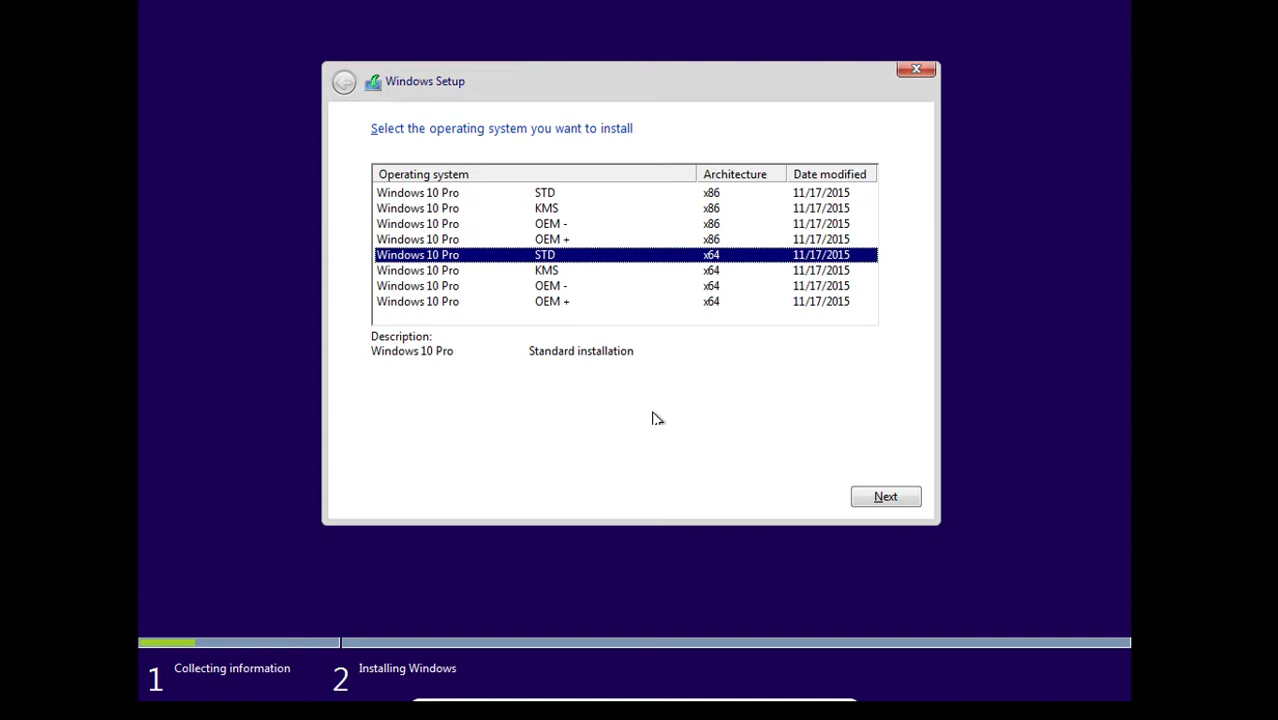 Windows Setup
Select the operating system you want to install
Operating system Architecture Date modified
Windows 10 Pro STD x86 11/17/2015
Windows 10 Pro KMS x86 11/17/2015
Windows 10 Pro OEM - x86 11/17/2015
Windows 10 Pro OEM + x86 11/17/2015
Windows 10 Pro STD x64 11/17/2015
Windows 10 Pro KMS x64 11/17/2015
Windows 10 Pro OEM - x64 11/17/2015
Windows 10 Pro OEM + x64 11/17/2015
Description:
Windows 10 Pro Standard installation
Next
1 Collecting information 2 Installing Windows